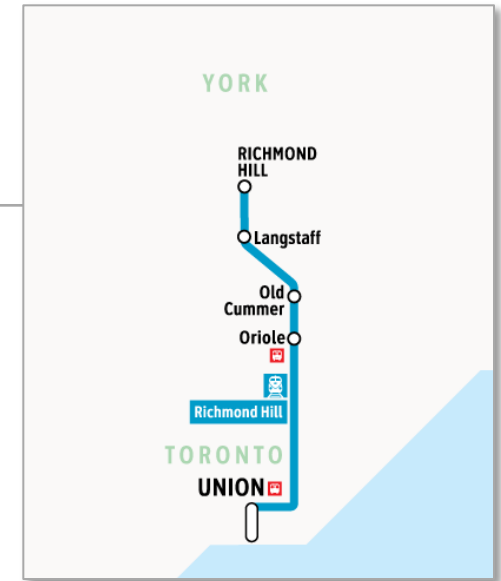 YORK
RICHMOND
HILL
Langstaff
Old
Cummer
Oriole
Richmond Hill
TORONTO
UNION